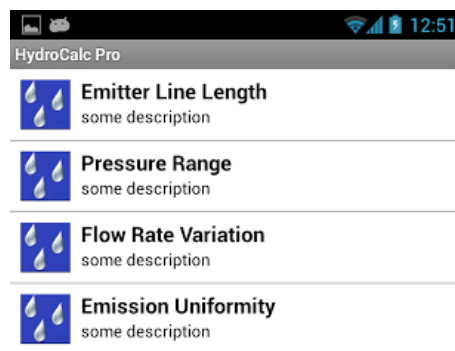 12:51
HydroCalc Pro
Emitter Line Length
some description
Pressure Range
some description
Flow Rate Variation
some description
Emission Uniformity
some description